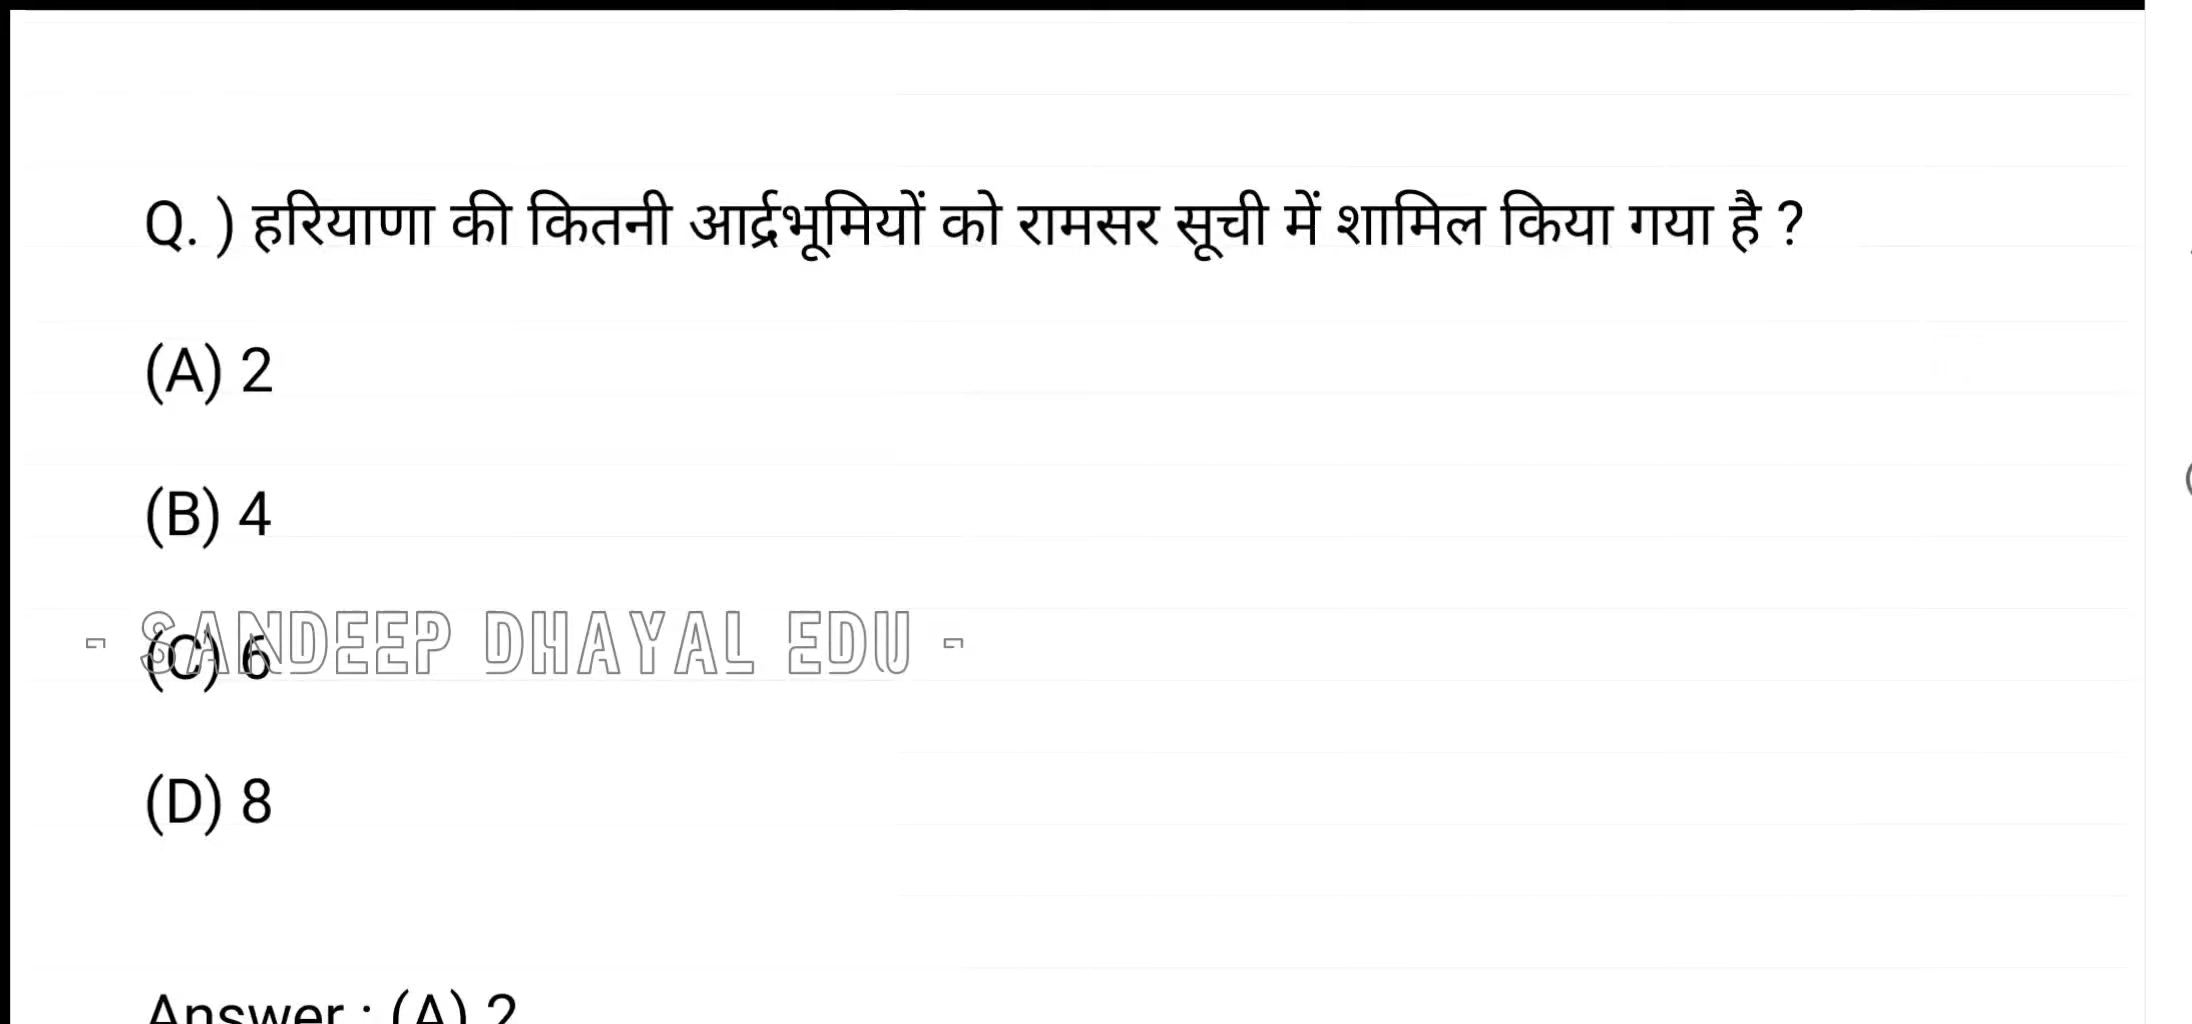 Q. ) हरियाणा की कितनी आर्द्रभूमियों को रामसर सूची में शामिल किया गया है ?
(A) 2
(B) 4
- SANDEEP DHAYAL EDU -
(C) 6
(D) 8
Answer : (A) 2